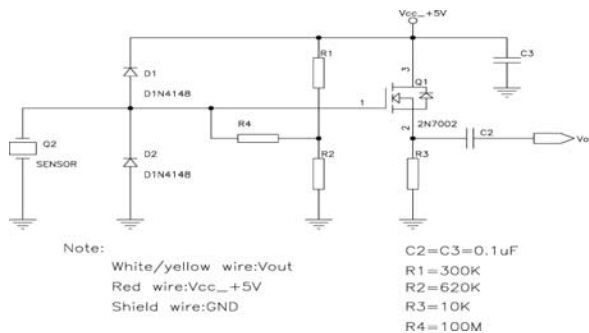 Vcc_+5V
R1
C3
D1
D1N4148
3
Q1
1
2N7002
2
R4
C2
Vo
Q2
SENSOR
D2
D1N4148
R2
R3
Note:
White/yellow wire:Vout
Red wire:Vcc_+5V
Shield wire:GND
C2=C3=0.1uF
R1=300K
R2=620K
R3=10K
R4=100M